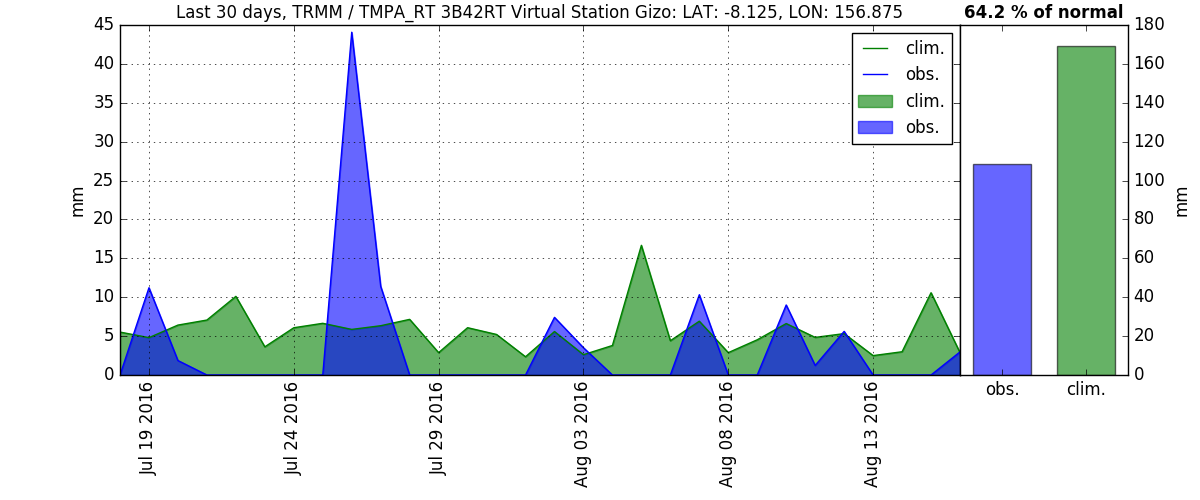 Last 30 days, TRMM / TMPA_RT 3B42RT Virtual Station Gizo: LAT: -8.125, LON: 156.875
64.2 % of normal
45
40
35
30
25
20
15
10
5
0
mm
clim.
obs.
clim.
obs.
Jul 19 2016
Jul 24 2016
Jul 29 2016
Aug 03 2016
Aug 08 2016
Aug 13 2016
180
160
140
120
100
80
60
40
20
0
mm
obs.
clim.